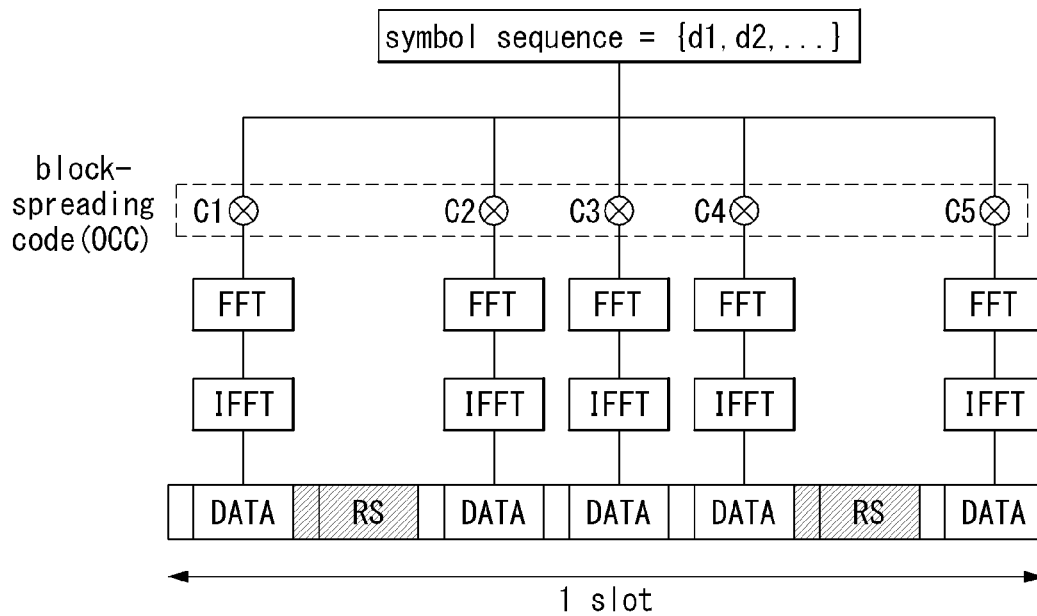 symbol sequence = {d1,d2,...}
block-
spreading
code(OCC)
C1 C2 C3 C4 C5
FFT FFT FFT FFT FFT
IFFT IFFT IFFT IFFT IFFT
DATA RS DATA DATA DATA RS DATA
1 slot